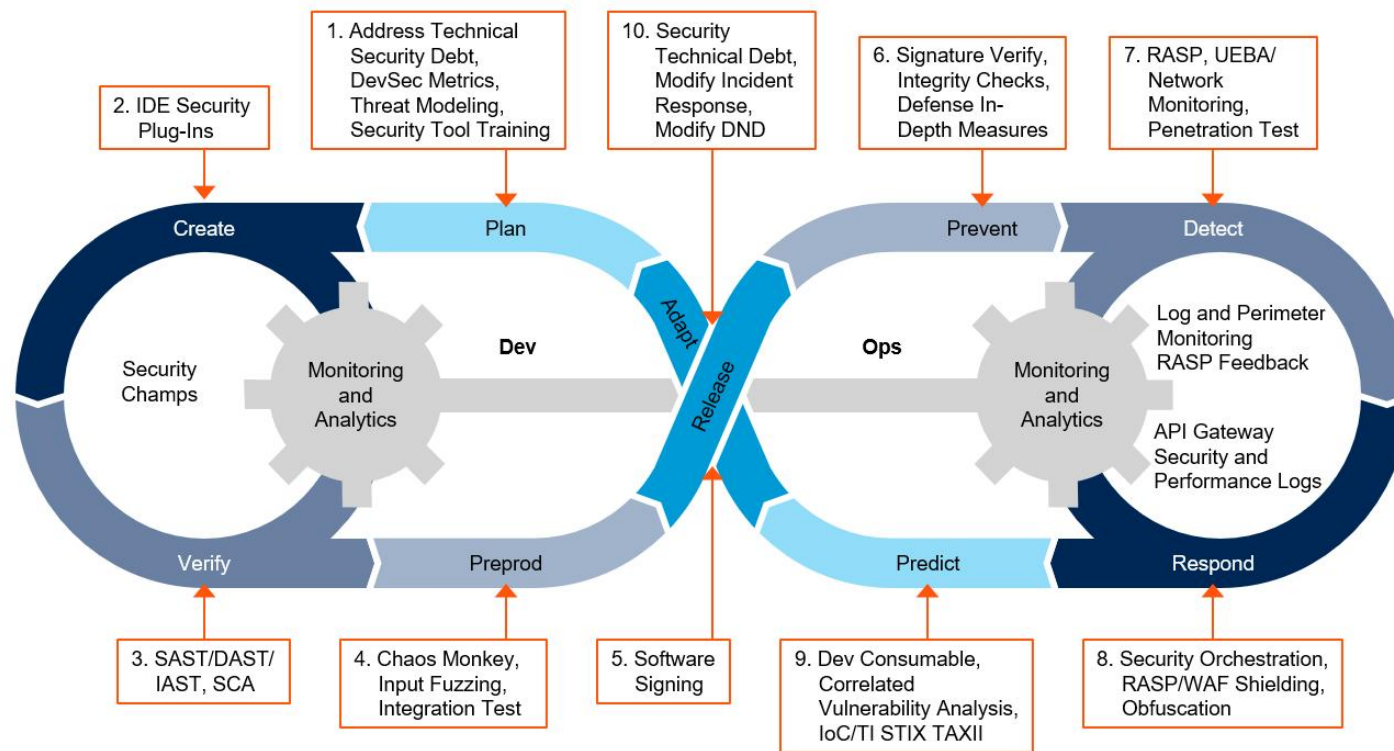 1. Address Technical
Security Debt,
DevSec Metrics,
Threat Modeling,
Security Tool Training
10. Security
Technical Debt,
Modify Incident
Response,
Modify DND
6. Signature Verify,
Integrity Checks,
Defense In-
Depth Measures
7. RASP, UEBA/
Network
Monitoring,
Penetration Test
2. IDE Security
Plug-Ins
Create
Plan
Prevent
Detect
Adapt
Release
Dev
Ops
Security
Champs
Monitoring
and
Analytics
Monitoring
and
Analytics
Log and Perimeter
Monitoring
RASP Feedback
API Gateway
Security and
Performance Logs
Verify
Preprod
Predict
Respond
3. SAST/DAST/
IAST, SCA
4. Chaos Monkey,
Input Fuzzing,
Integration Test
5. Software
Signing
9. Dev Consumable,
Correlated
Vulnerability Analysis,
IoC/TI STIX TAXII
8. Security Orchestration,
RASP/WAF Shielding,
Obfuscation